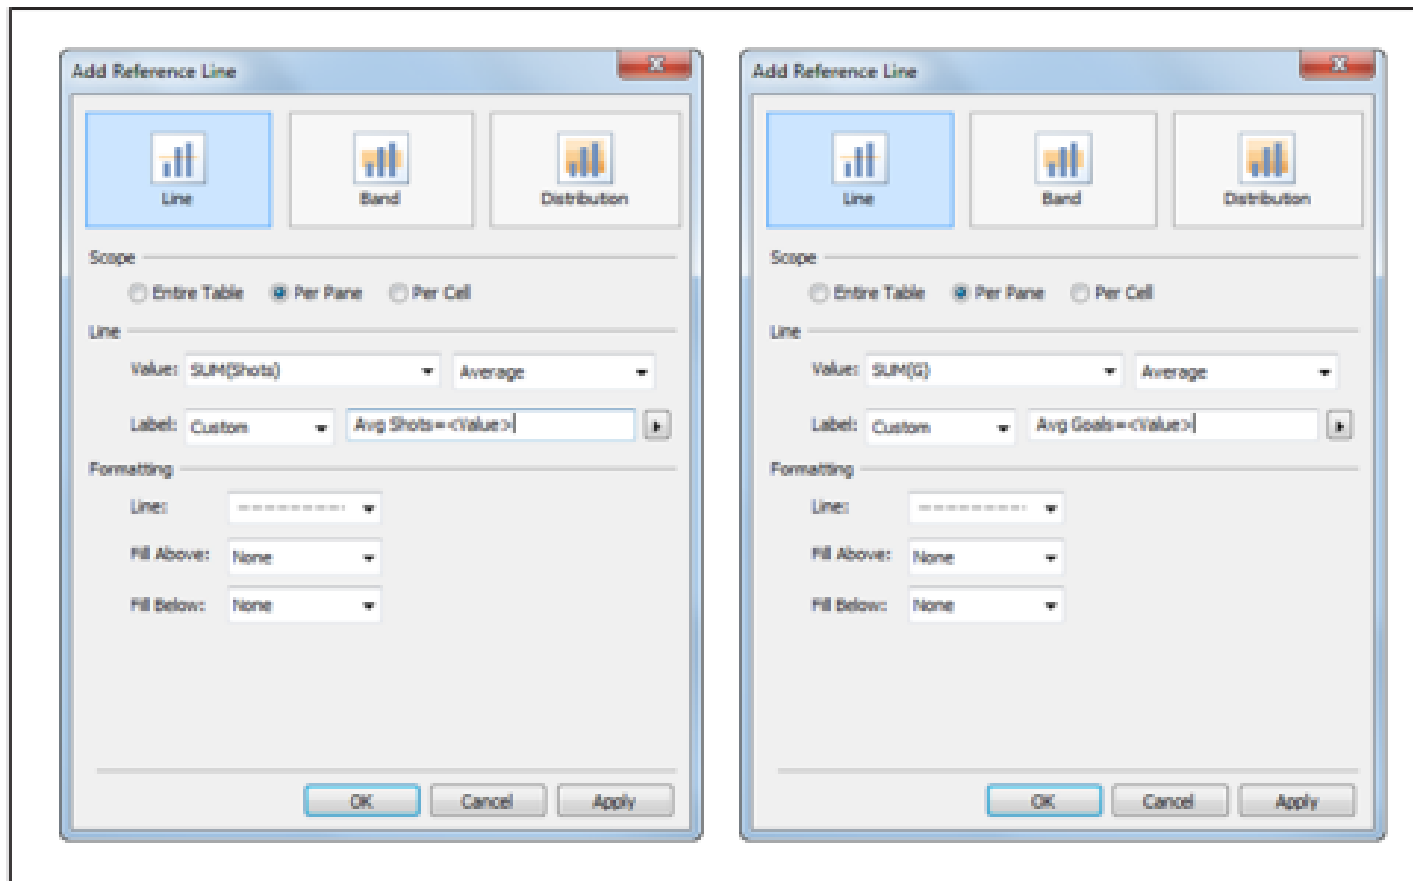 Add Reference Line
x
Line
Band
Distribution
Scope
Entire Table Per Pane Per Cell
Line
Value: SUM(Shots) Average
Label: Custom Avg Shots=<Value>
Formatting
Line:
Fill Above: None
Fill Below: None
OK Cancel Apply
Add Reference Line
x
Line
Band
Distribution
Scope
Entire Table Per Pane Per Cell
Line
Value: SUM(G) Average
Label: Custom Avg Goals=<Value>
Formatting
Line:
Fill Above: None
Fill Below: None
OK Cancel Apply